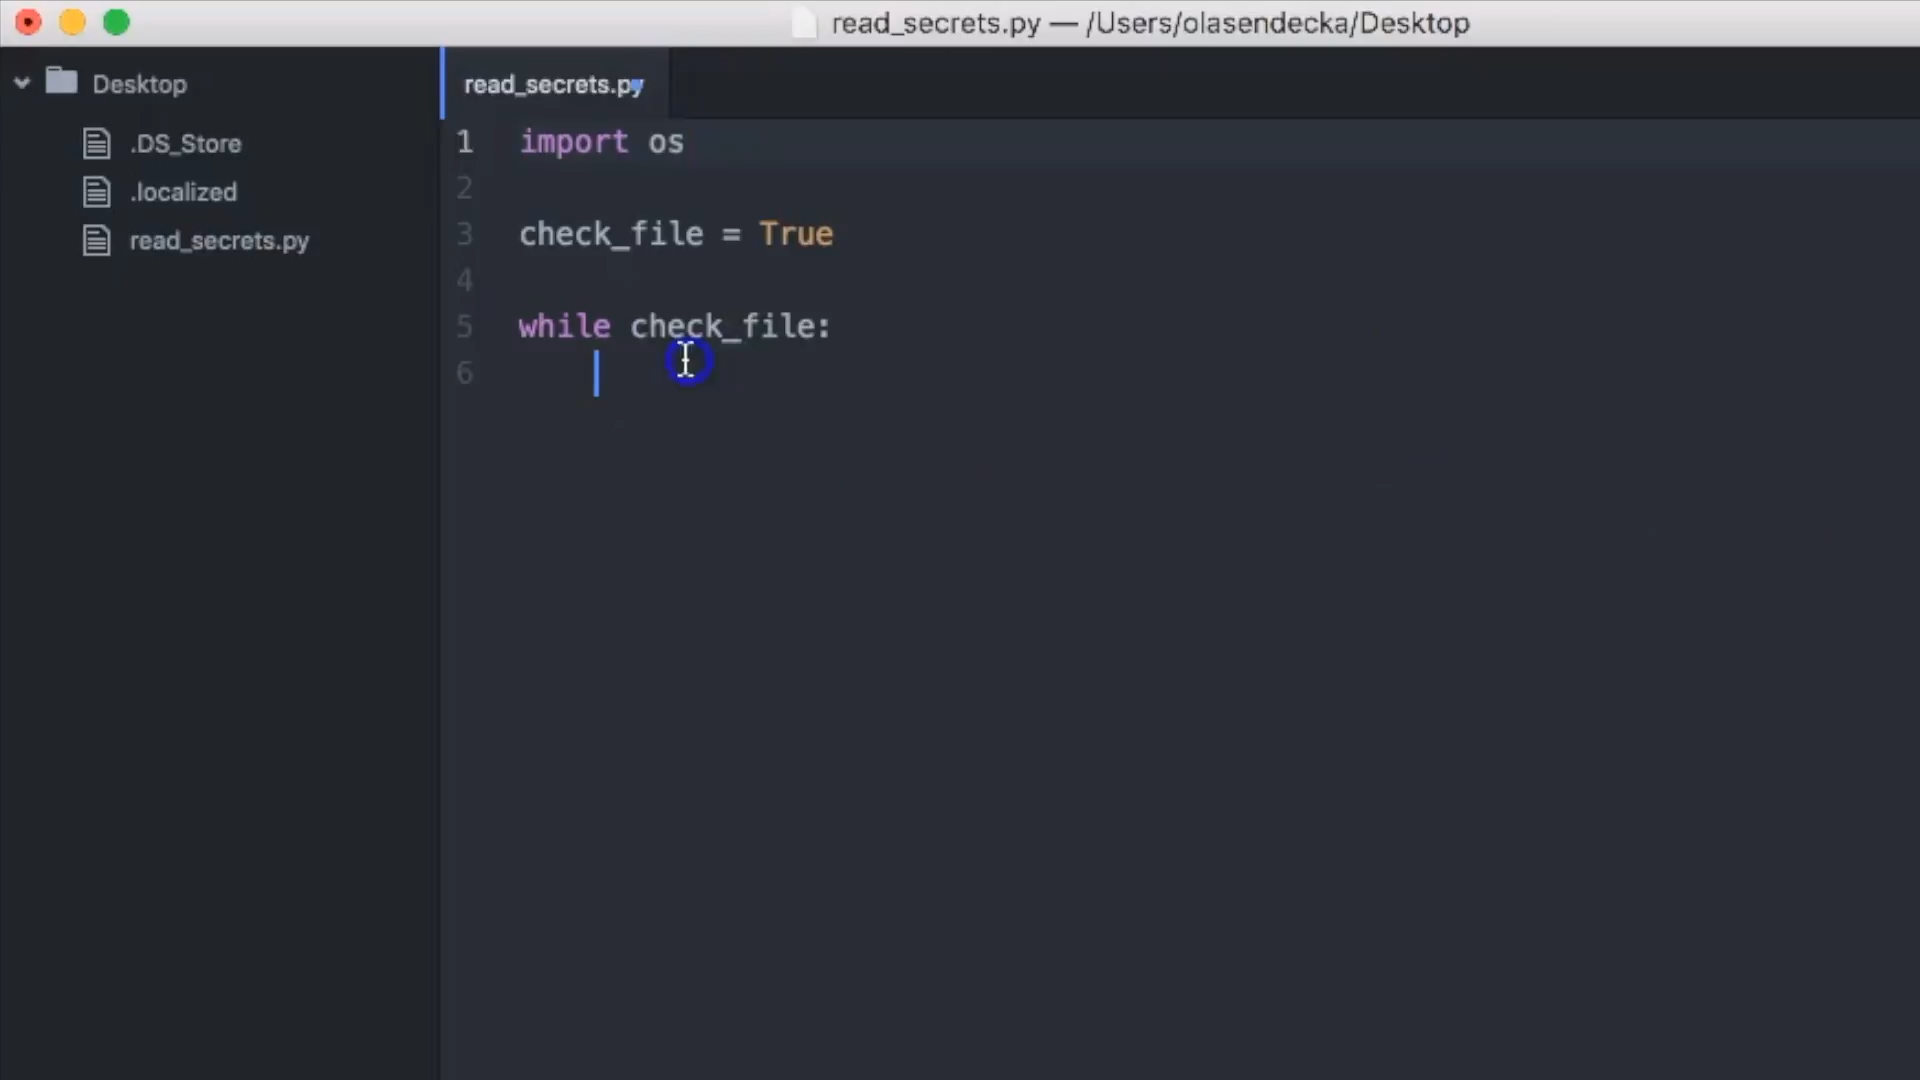 read_secrets.py — /Users/olasendecka/Desktop
Desktop
.DS_Store
.localized
read_secrets.py
read_secrets.py
1 import os
2
3 check_file = True
4
5 while check_file:
6